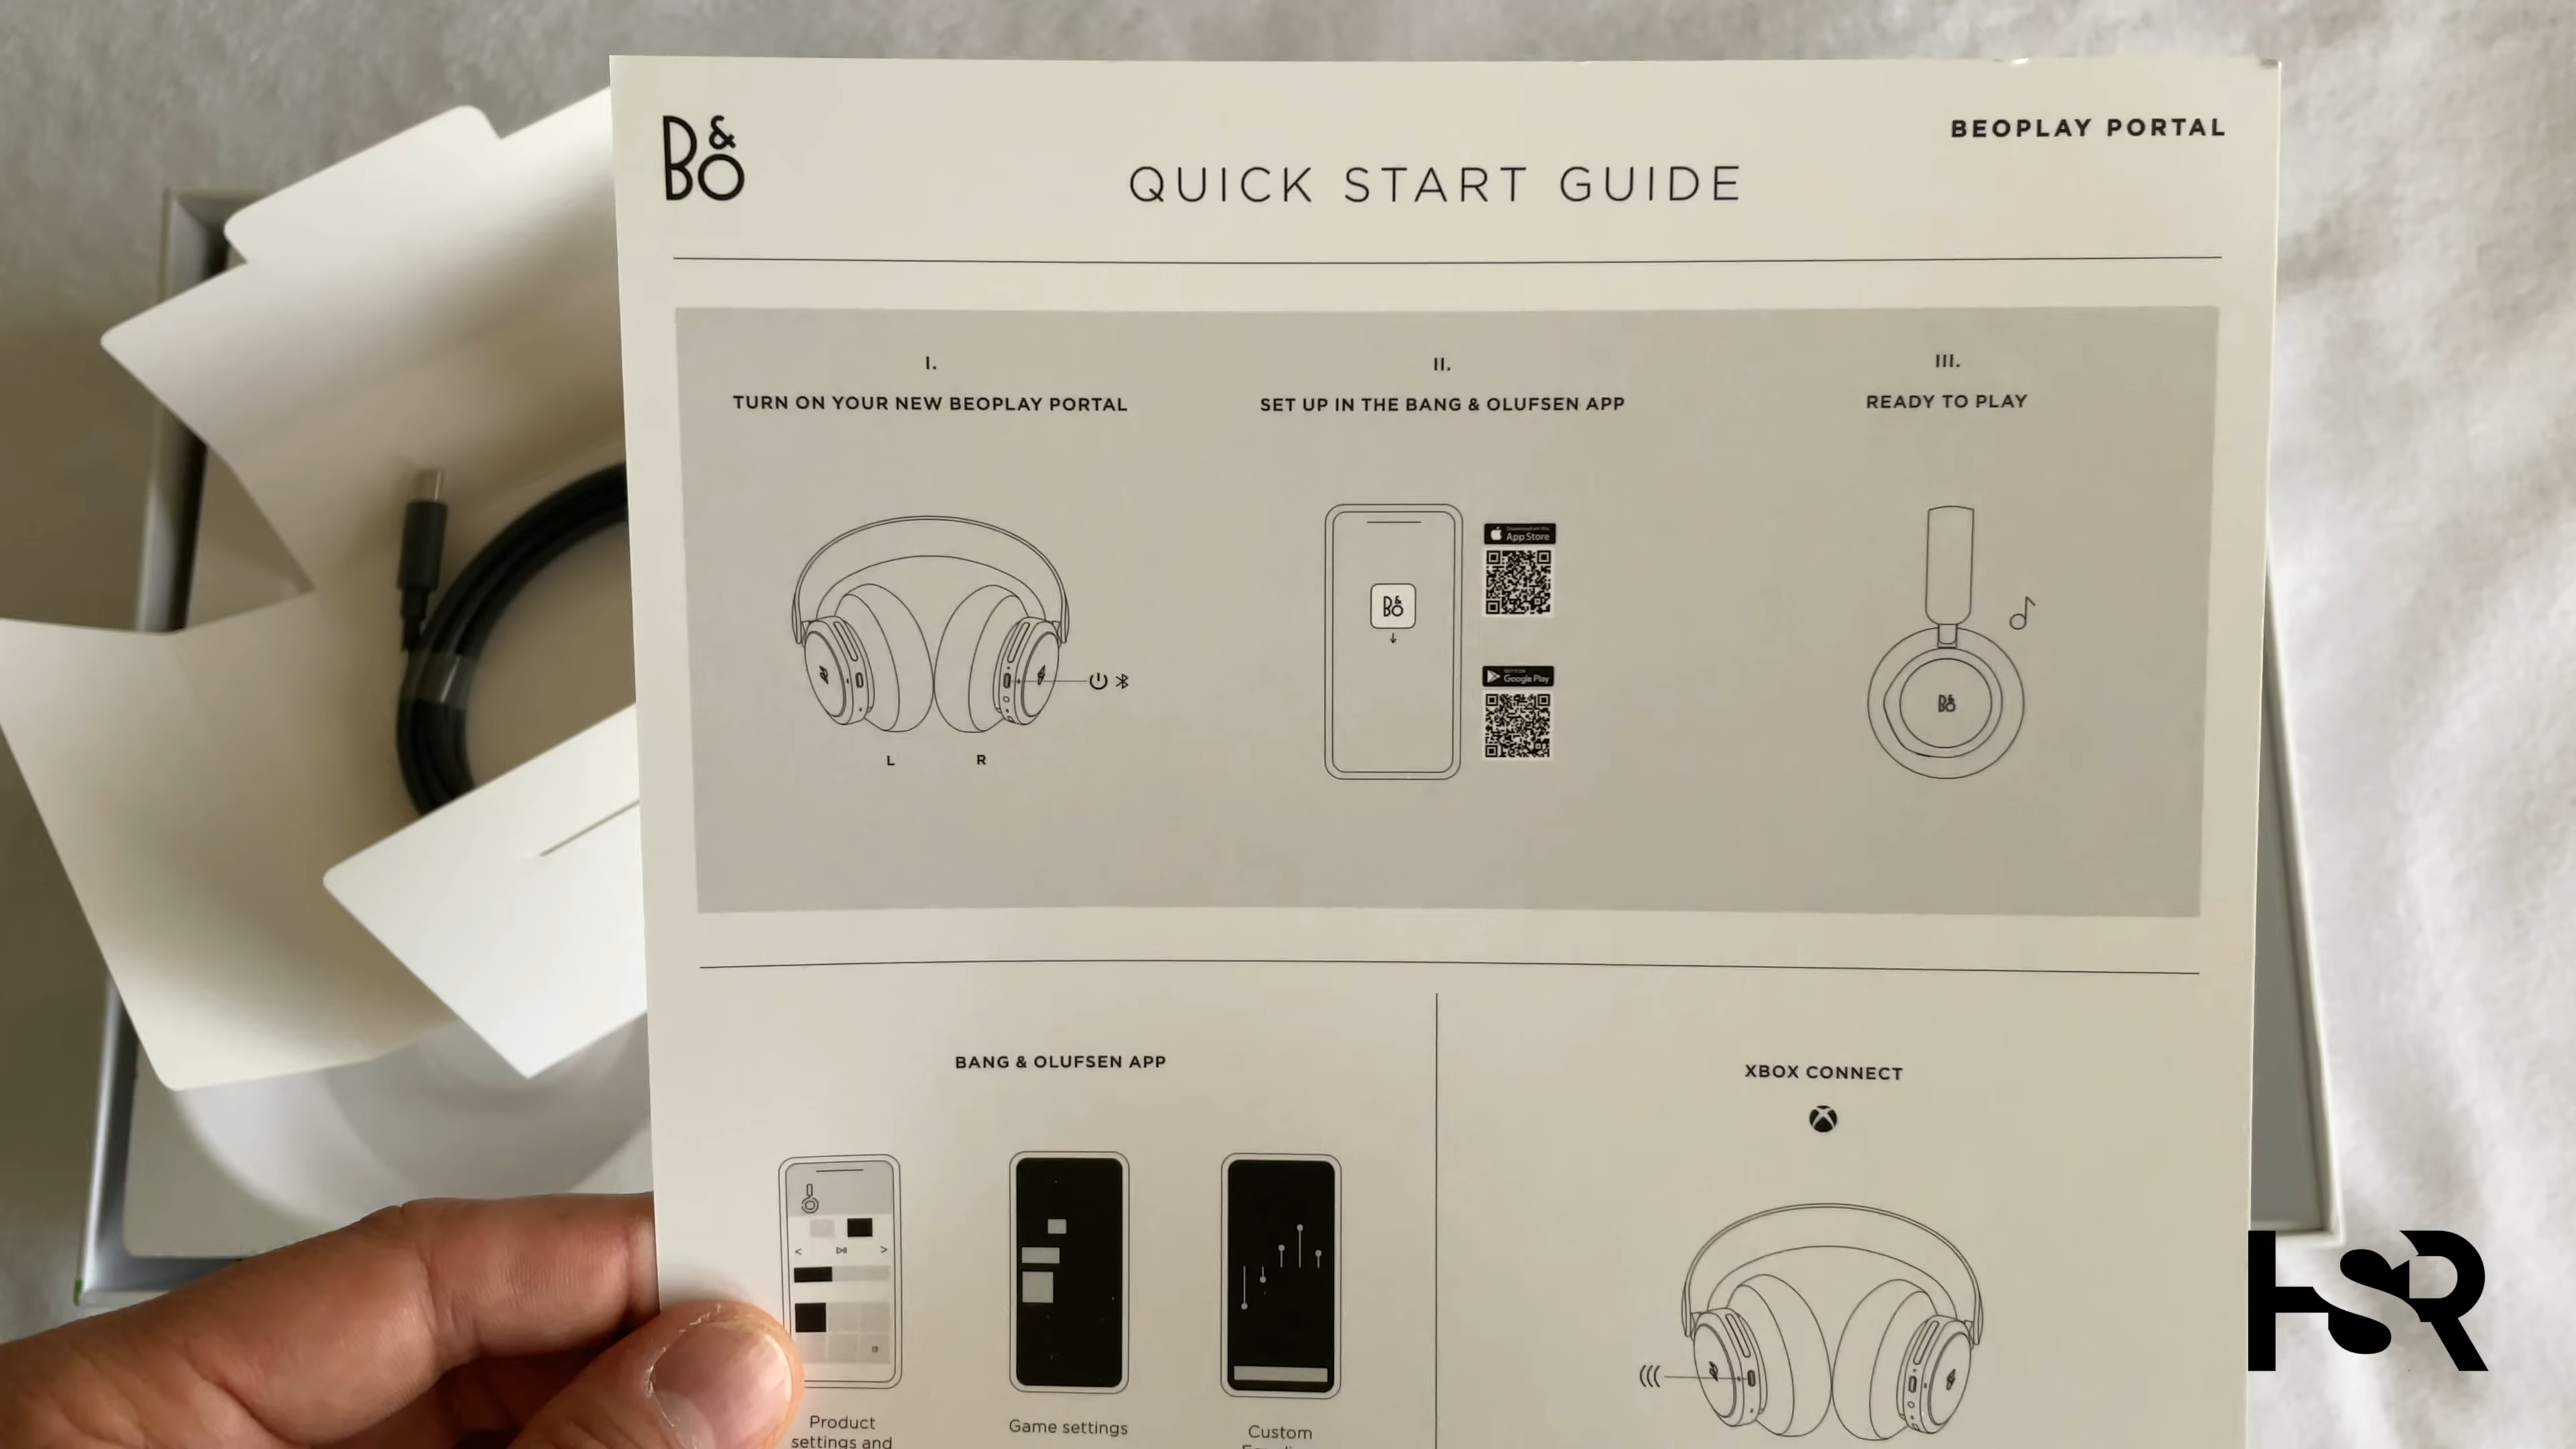 B&O
BEOPLAY PORTAL
QUICK START GUIDE
I.
TURN ON YOUR NEW BEOPLAY PORTAL
II.
SET UP IN THE BANG & OLUFSEN APP
III.
READY TO PLAY
App Store
B&O
Google Play
B&O
L R
BANG & OLUFSEN APP
XBOX CONNECT
Product
settings and
Game settings
Custom
HSR